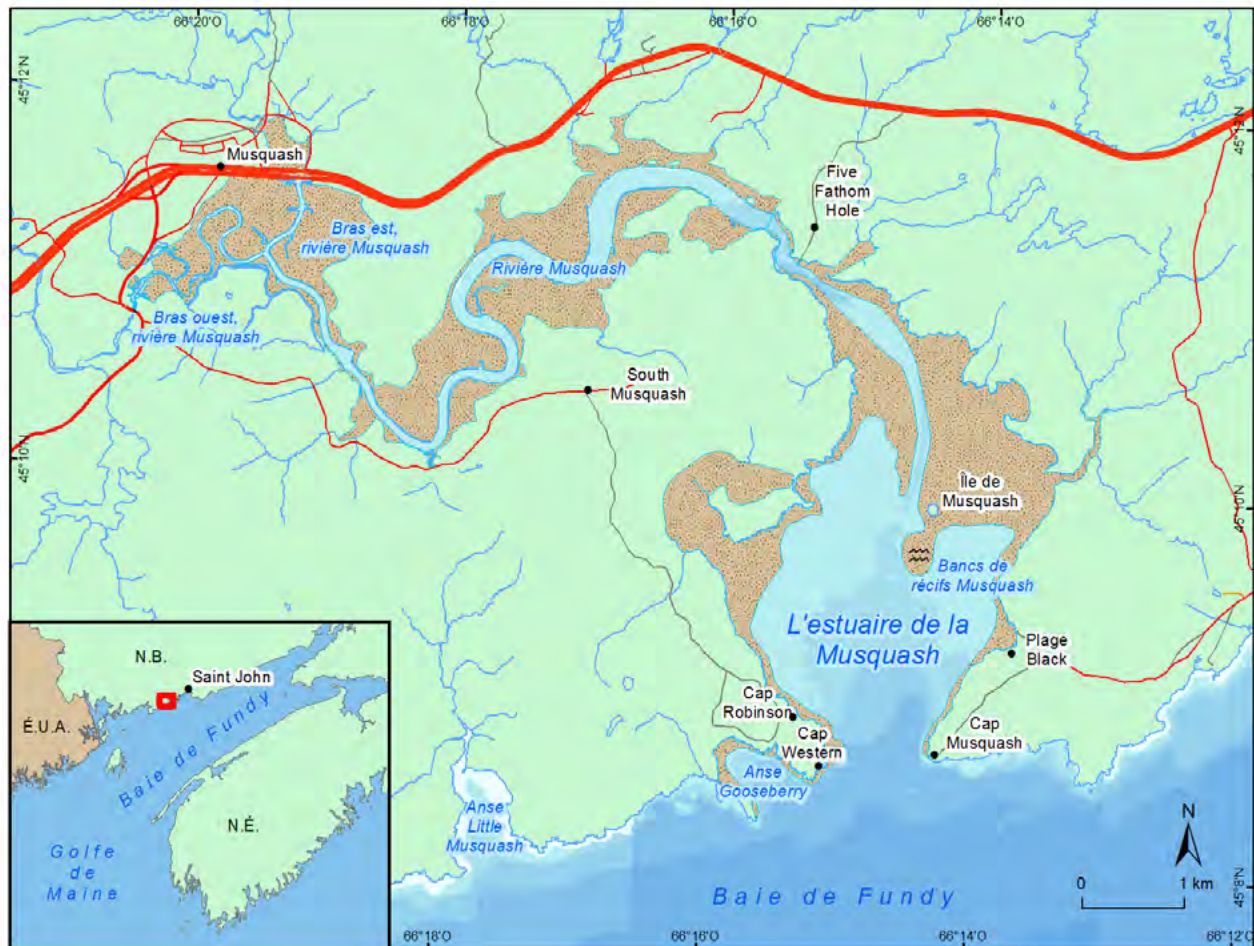 66°20'O
66°18'O
66°16'O
66°14'O
45°12'N
45°12'N
Musquash
Five
Fathom
Hole
Bras est,
rivière Musquash
Rivière Musquash
Bras ouest,
rivière Musquash
South
Musquash
45°10'N
45°10'N
Île de
Musquash
Bancs de
récifs Musquash
L'estuaire de la
Musquash
Plage
Black
Cap
Robinson
Cap
Western
Cap
Musquash
Anse
Gooseberry
Anse
Little
Musquash
N.B.
Saint John
É.U.A.
Baie de Fundy
N.É.
Golfe
de
Maine
N
0 1 km
Baie de Fundy
45°8'N
66°18'O
66°16'O
66°14'O
66°12'O